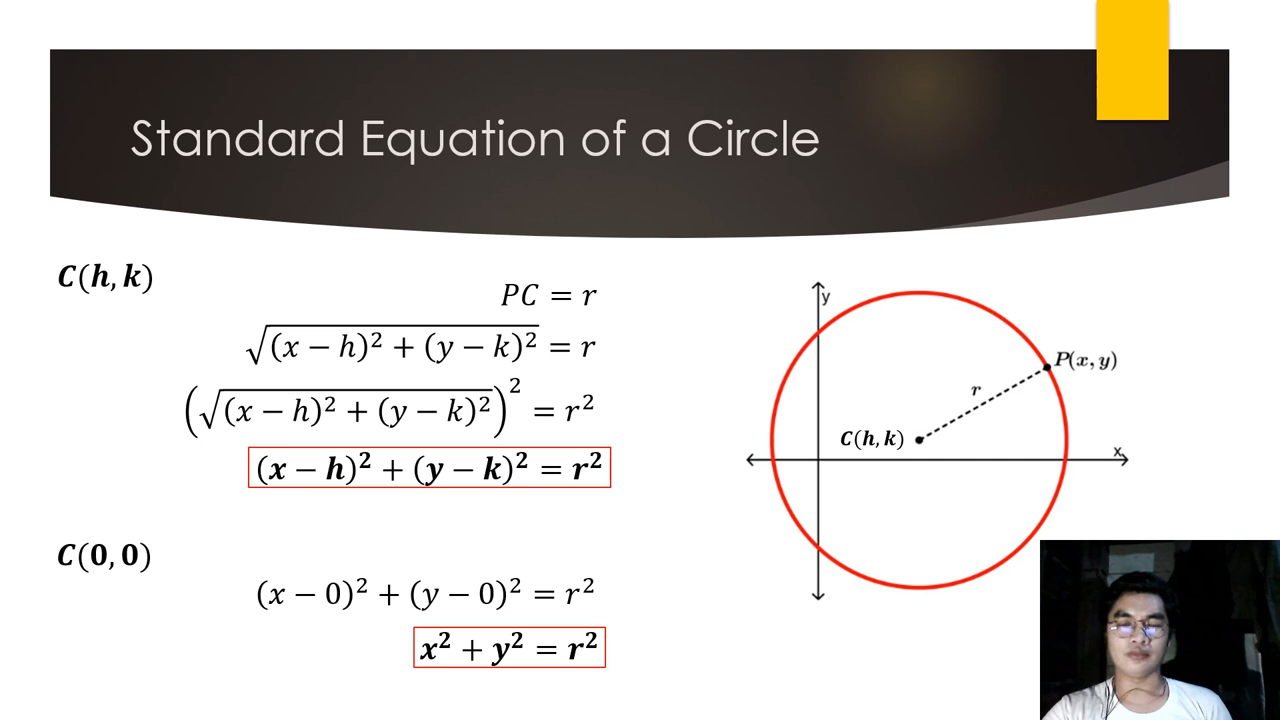 Standard Equation of a Circle
C(h, k)
PC = r
√(x − h)² + (y − k)² = r
(√(x − h)² + (y − k)²)² = r²
(x − h)² + (y − k)² = r²
C(0, 0)
(x − 0)² + (y − 0)² = r²
x² + y² = r²
y
P(x, y)
r
C(h, k)
x